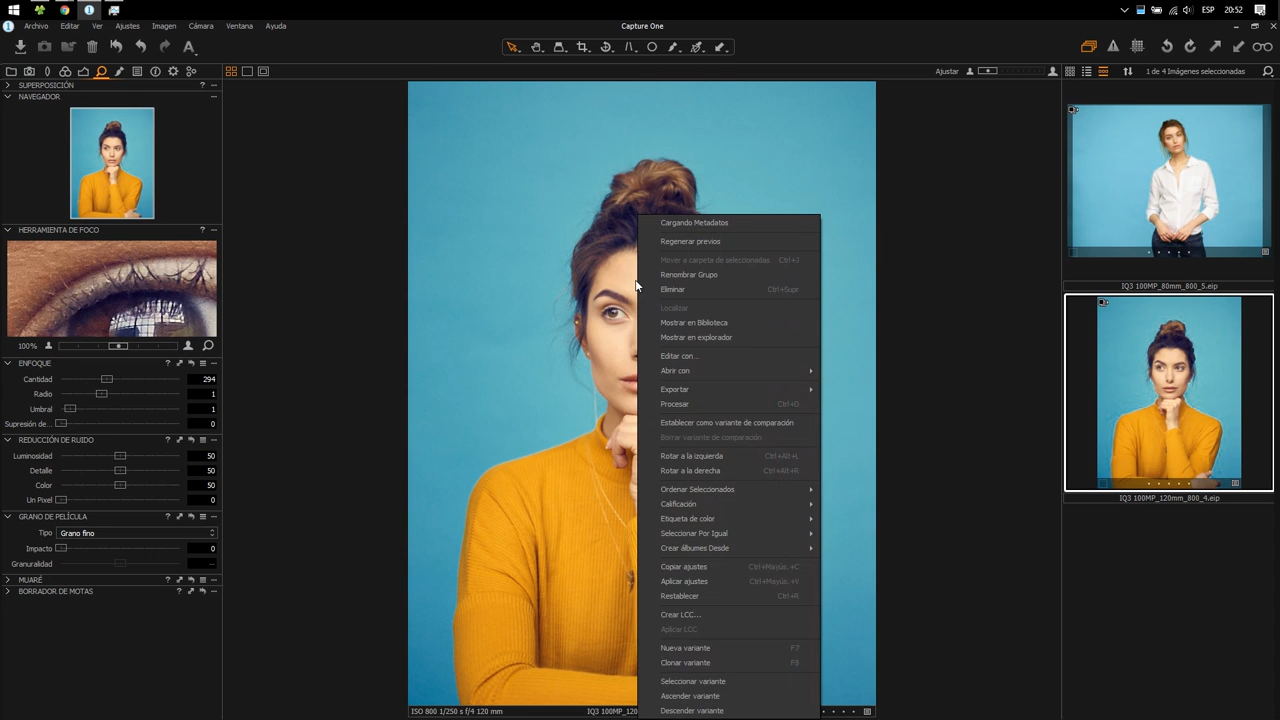 ESP 20:52
Archivo Editar Ver Ajustes Imagen Cámara Ventana Ayuda
Capture One
Ajustar
1 de 4 Imágenes seleccionadas
SUPERPOSICIÓN ?
NAVEGADOR
HERRAMIENTA DE FOCO
100%
ENFOQUE ?
Cantidad 294
Radio 1
Umbral 1
Supresión de... 0
REDUCCIÓN DE RUIDO ?
Luminosidad 50
Detalle 50
Color 50
Un Pixel 0
GRANO DE PELÍCULA ?
Tipo Grano fino
Impacto 0
Granuralidad --
MUARÉ ?
BORRADOR DE MOTAS ?
Cargando Metadatos
Regenerar previos
Mover a carpeta de seleccionadas Ctrl+J
Renombrar Grupo
Eliminar Ctrl+Supr
Localizar
Mostrar en Biblioteca
Mostrar en explorador
Editar con...
Abrir con
Exportar
Procesar Ctrl+D
Establecer como variante de comparación
Borrar variante de comparación
Rotar a la izquierda Ctrl+Alt+L
Rotar a la derecha Ctrl+Alt+R
Ordenar Seleccionados
Calificación
Etiqueta de color
Seleccionar Por Igual
Crear álbumes Desde
Copiar ajustes Ctrl+Mayús.+C
Aplicar ajustes Ctrl+Mayús.+V
Restablecer Ctrl+R
Crear LCC...
Aplicar LCC
Nueva variante F7
Clonar variante F8
Seleccionar variante
Ascender variante
Descender variante
ISO 800 1/250 s f/4 120 mm
IQ3 100MP_120
IQ3 100MP_80mm_800_5.eip
IQ3 100MP_120mm_800_4.eip